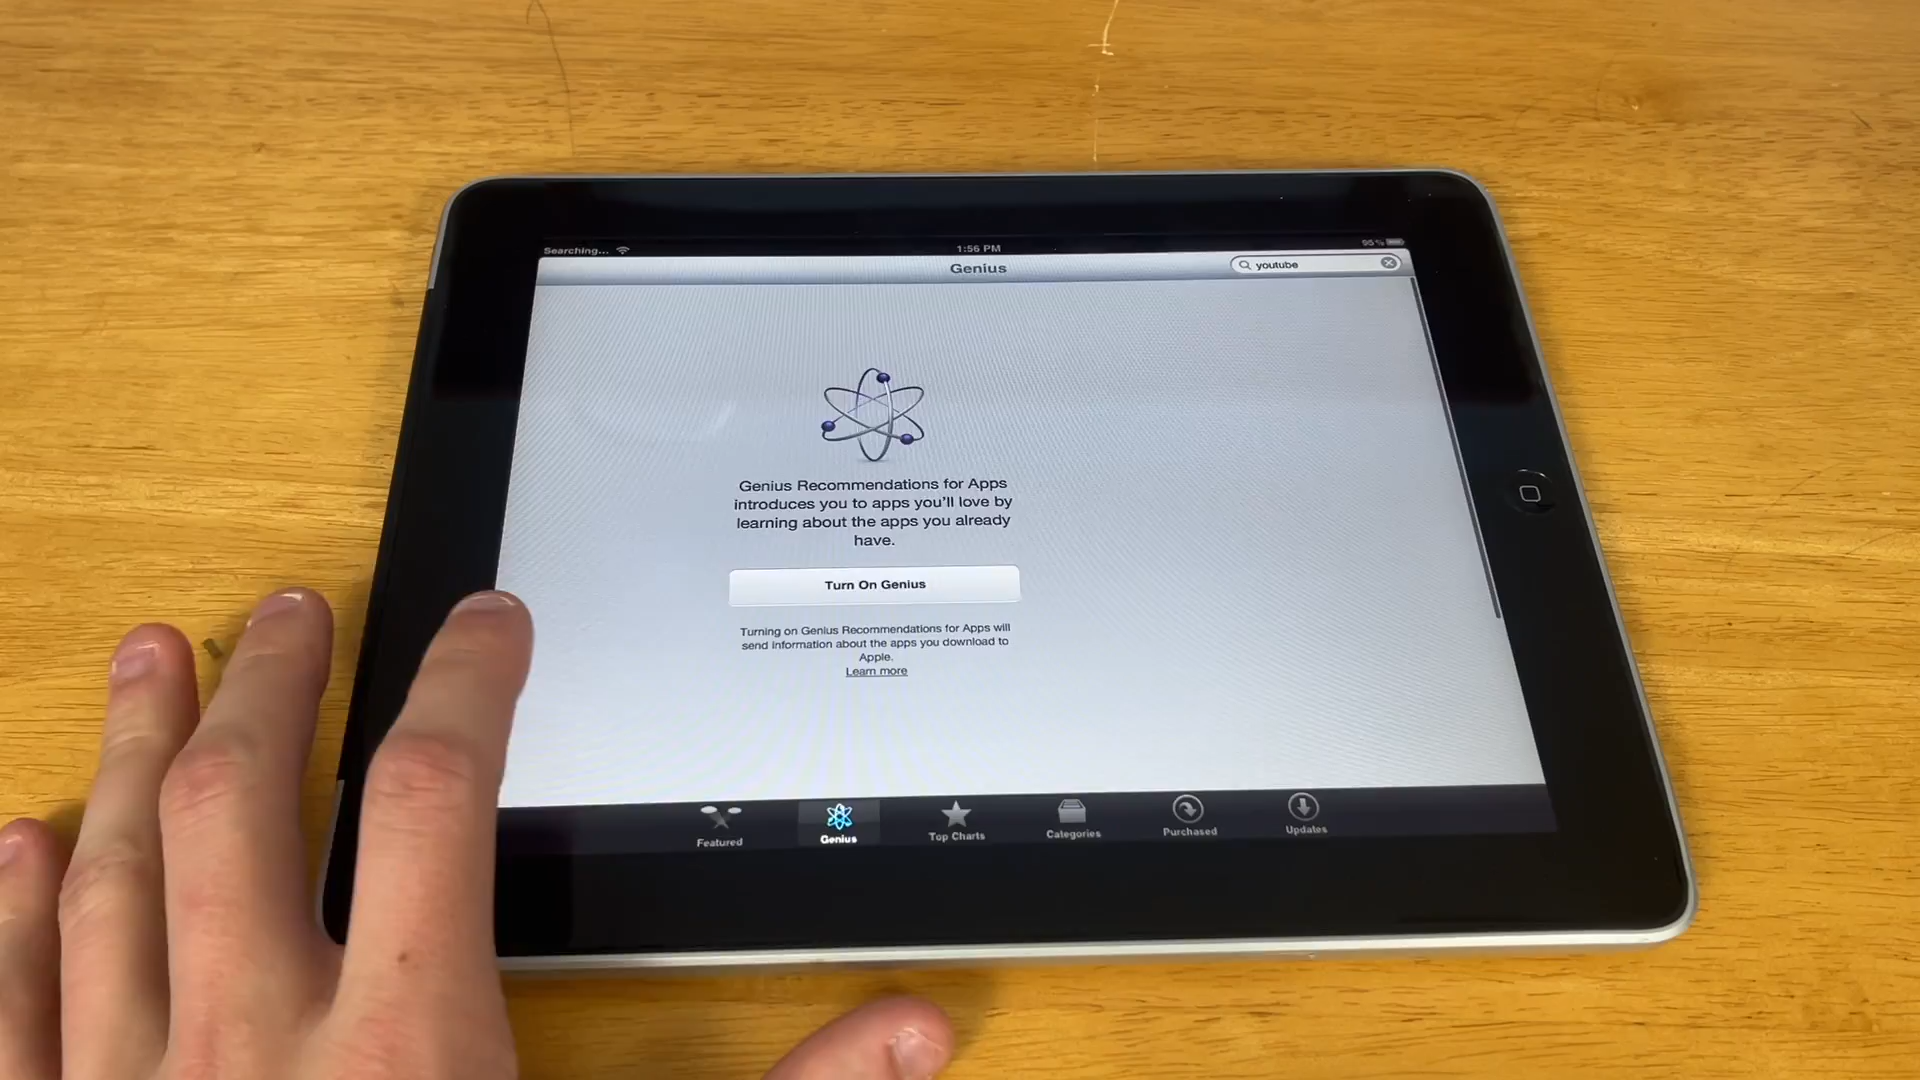 Searching...
1:56 PM
95%
Genius
youtube
Genius Recommendations for Apps
introduces you to apps you'll love by
learning about the apps you already
have.
Turn On Genius
Turning on Genius Recommendations for Apps will
send information about the apps you download to
Apple.
Learn more
Featured
Genius
Top Charts
Categories
Purchased
Updates